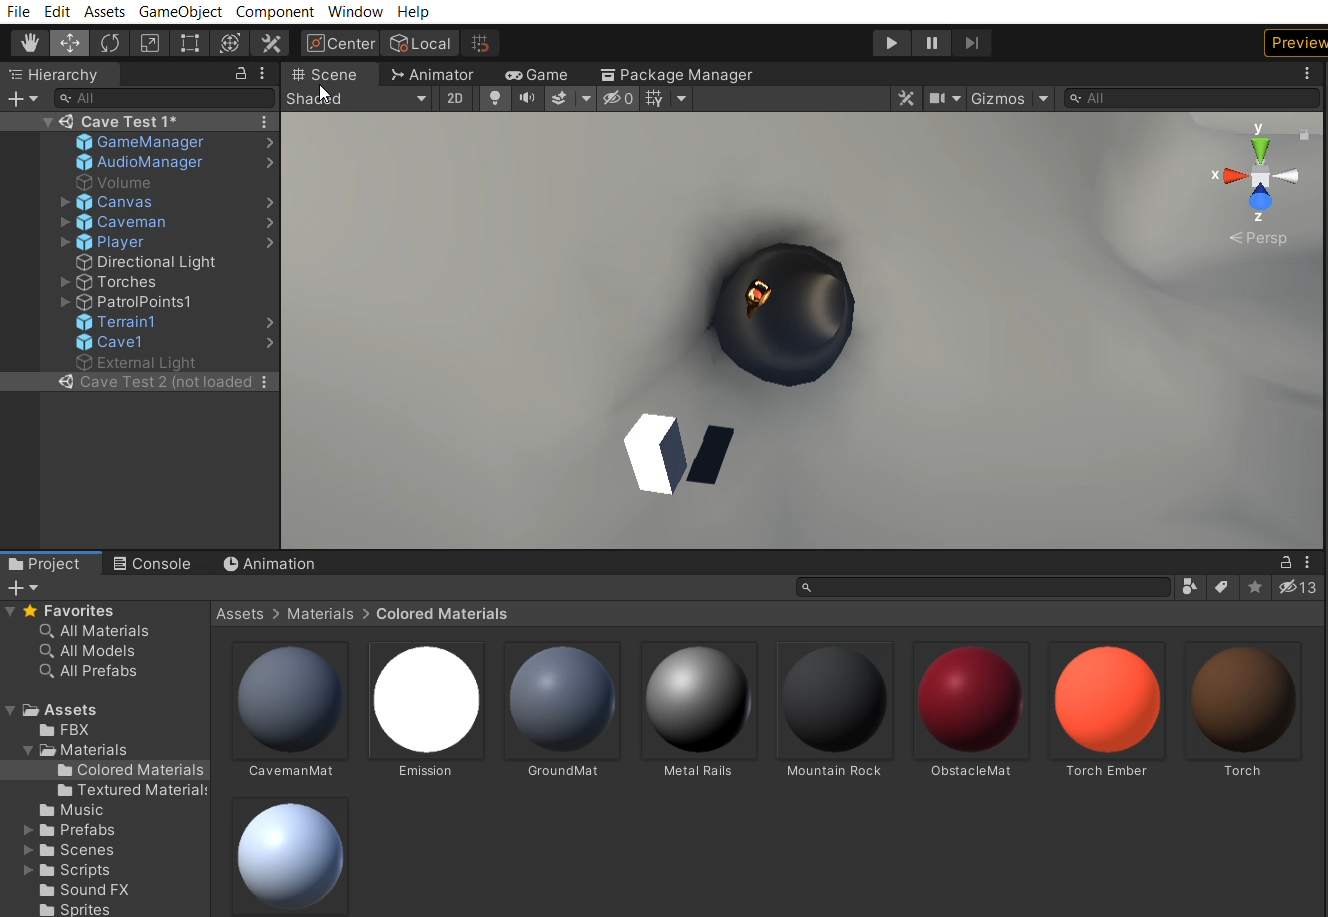 File Edit Assets GameObject Component Window Help
Center Local
Preview
Hierarchy
All
Cave Test 1*
GameManager
AudioManager
Volume
Canvas
Caveman
Player
Directional Light
Torches
PatrolPoints1
Terrain1
Cave1
External Light
Cave Test 2 (not loaded
Scene Animator Game Package Manager
Shaded 2D 0 Gizmos All
y
x
z
Persp
Project Console Animation
13
Favorites
All Materials
All Models
All Prefabs
Assets
FBX
Materials
Colored Materials
Textured Materials
Music
Prefabs
Scenes
Scripts
Sound FX
Sprites
Assets > Materials > Colored Materials
CavemanMat Emission GroundMat Metal Rails Mountain Rock ObstacleMat Torch Ember Torch